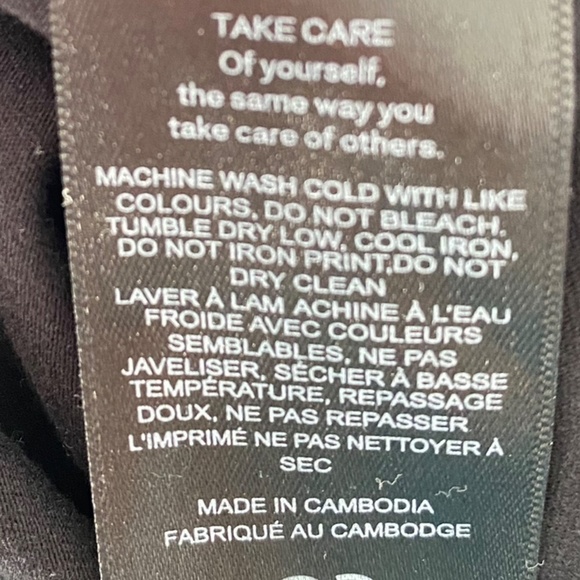 TAKE CARE
Of yourself,
the same way you
take care of others.
MACHINE WASH COLD WITH LIKE
COLOURS, DO NOT BLEACH,
TUMBLE DRY LOW, COOL IRON,
DO NOT IRON PRINT,DO NOT
DRY CLEAN
LAVER À LAM ACHINE À L'EAU
FROIDE AVEC COULEURS
SEMBLABLES, NE PAS
JAVELISER, SÉCHER À BASSE
TEMPÉRATURE, REPASSAGE
DOUX, NE PAS REPASSER
L'IMPRIMÉ NE PAS NETTOYER À
SEC
MADE IN CAMBODIA
FABRIQUÉ AU CAMBODGE